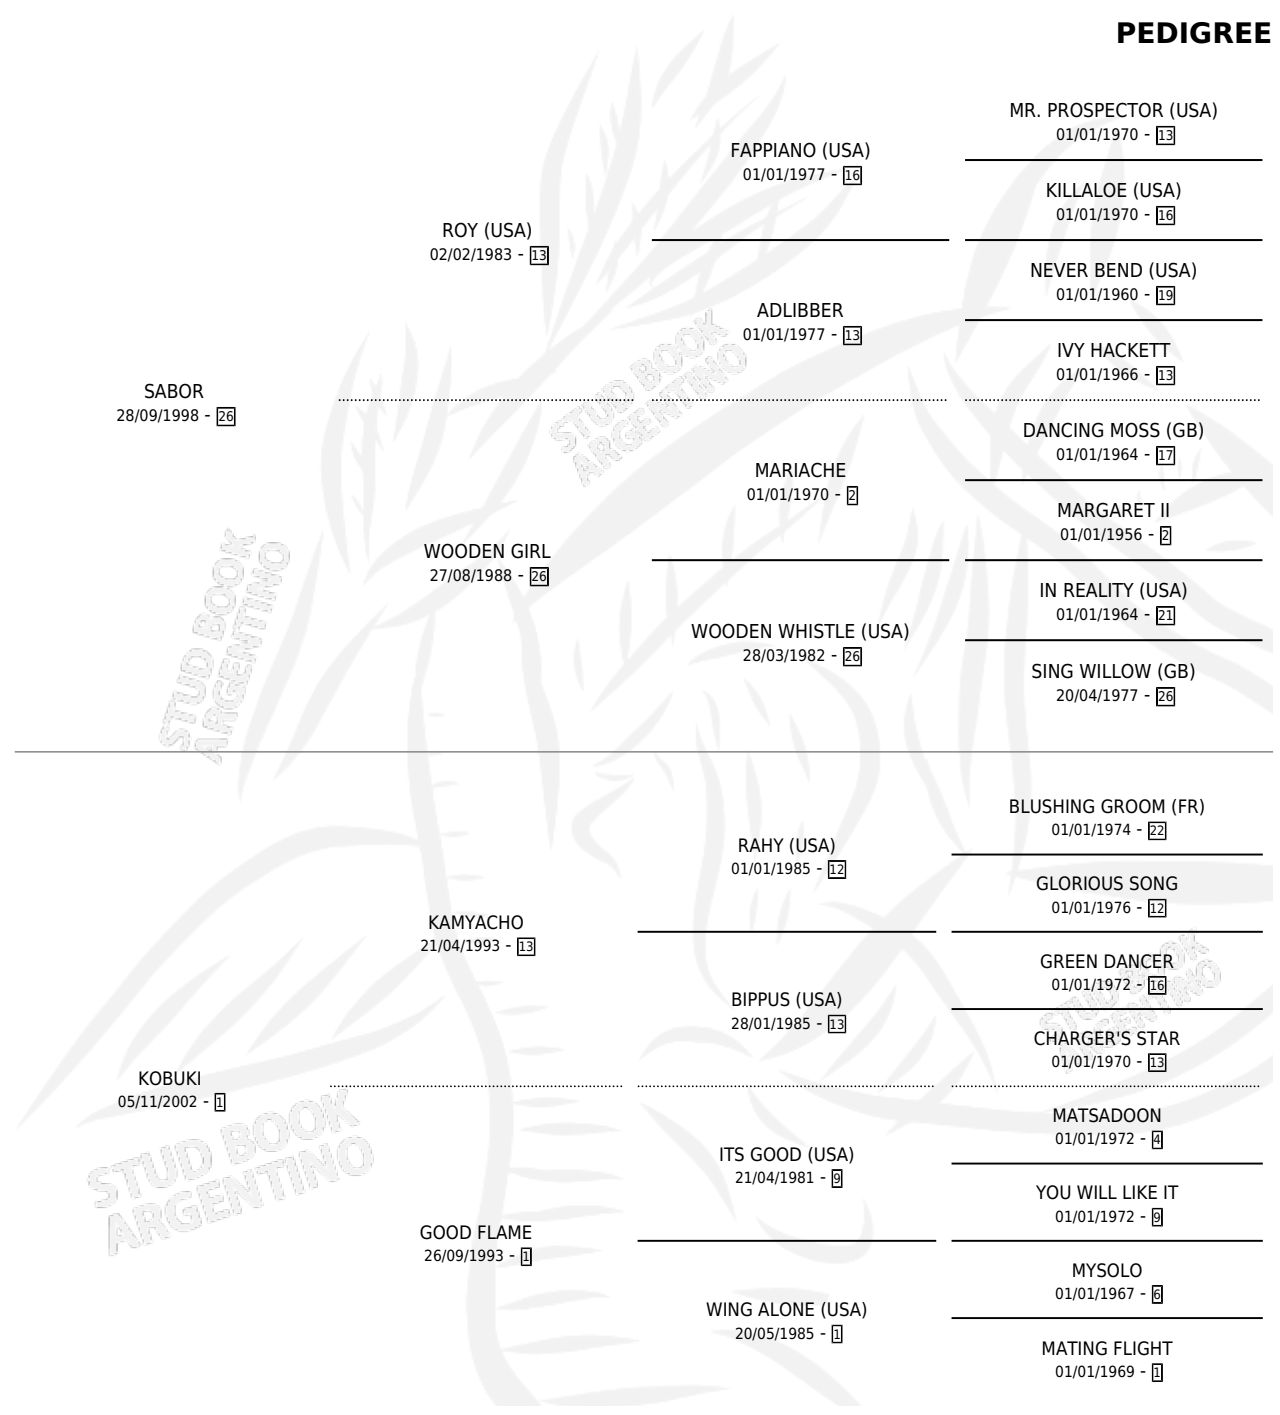 PEDIGREE
MR. PROSPECTOR (USA)
01/01/1970 - 13
FAPPIANO (USA)
01/01/1977 - 16
KILLALOE (USA)
01/01/1970 - 16
ROY (USA)
02/02/1983 - 13
NEVER BEND (USA)
01/01/1960 - 19
ADLIBBER
01/01/1977 - 13
IVY HACKETT
01/01/1966 - 13
SABOR
28/09/1998 - 26
DANCING MOSS (GB)
01/01/1964 - 17
MARIACHE
01/01/1970 - 2
MARGARET II
01/01/1956 - 2
WOODEN GIRL
27/08/1988 - 26
IN REALITY (USA)
01/01/1964 - 21
WOODEN WHISTLE (USA)
28/03/1982 - 26
SING WILLOW (GB)
20/04/1977 - 26
STUD BOOK
ARGENTINO
STUD BOOK
ARGENTINO
BLUSHING GROOM (FR)
01/01/1974 - 22
RAHY (USA)
01/01/1985 - 12
GLORIOUS SONG
01/01/1976 - 12
KAMYACHO
21/04/1993 - 13
GREEN DANCER
01/01/1972 - 16
BIPPUS (USA)
28/01/1985 - 13
CHARGER'S STAR
01/01/1970 - 13
KOBUKI
05/11/2002 - 1
MATSADOON
01/01/1972 - 4
ITS GOOD (USA)
21/04/1981 - 9
YOU WILL LIKE IT
01/01/1972 - 9
GOOD FLAME
26/09/1993 - 1
MYSOLO
01/01/1967 - 6
WING ALONE (USA)
20/05/1985 - 1
MATING FLIGHT
01/01/1969 - 1
STUD BOOK
ARGENTINO
STUD BOOK
ARGENTINO